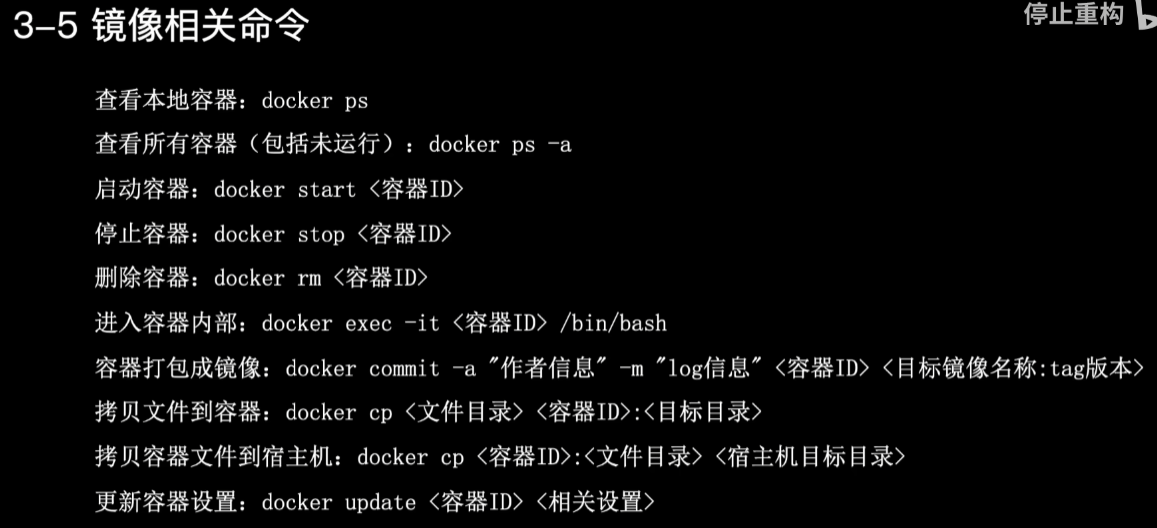 3-5 镜像相关命令
停止重构
查看本地容器：docker ps
查看所有容器（包括未运行）：docker ps -a
启动容器：docker start <容器ID>
停止容器：docker stop <容器ID>
删除容器：docker rm <容器ID>
进入容器内部：docker exec -it <容器ID> /bin/bash
容器打包成镜像：docker commit -a "作者信息" -m "log信息" <容器ID> <目标镜像名称:tag版本>
拷贝文件到容器：docker cp <文件目录> <容器ID>:<目标目录>
拷贝容器文件到宿主机：docker cp <容器ID>:<文件目录> <宿主机目标目录>
更新容器设置：docker update <容器ID> <相关设置>